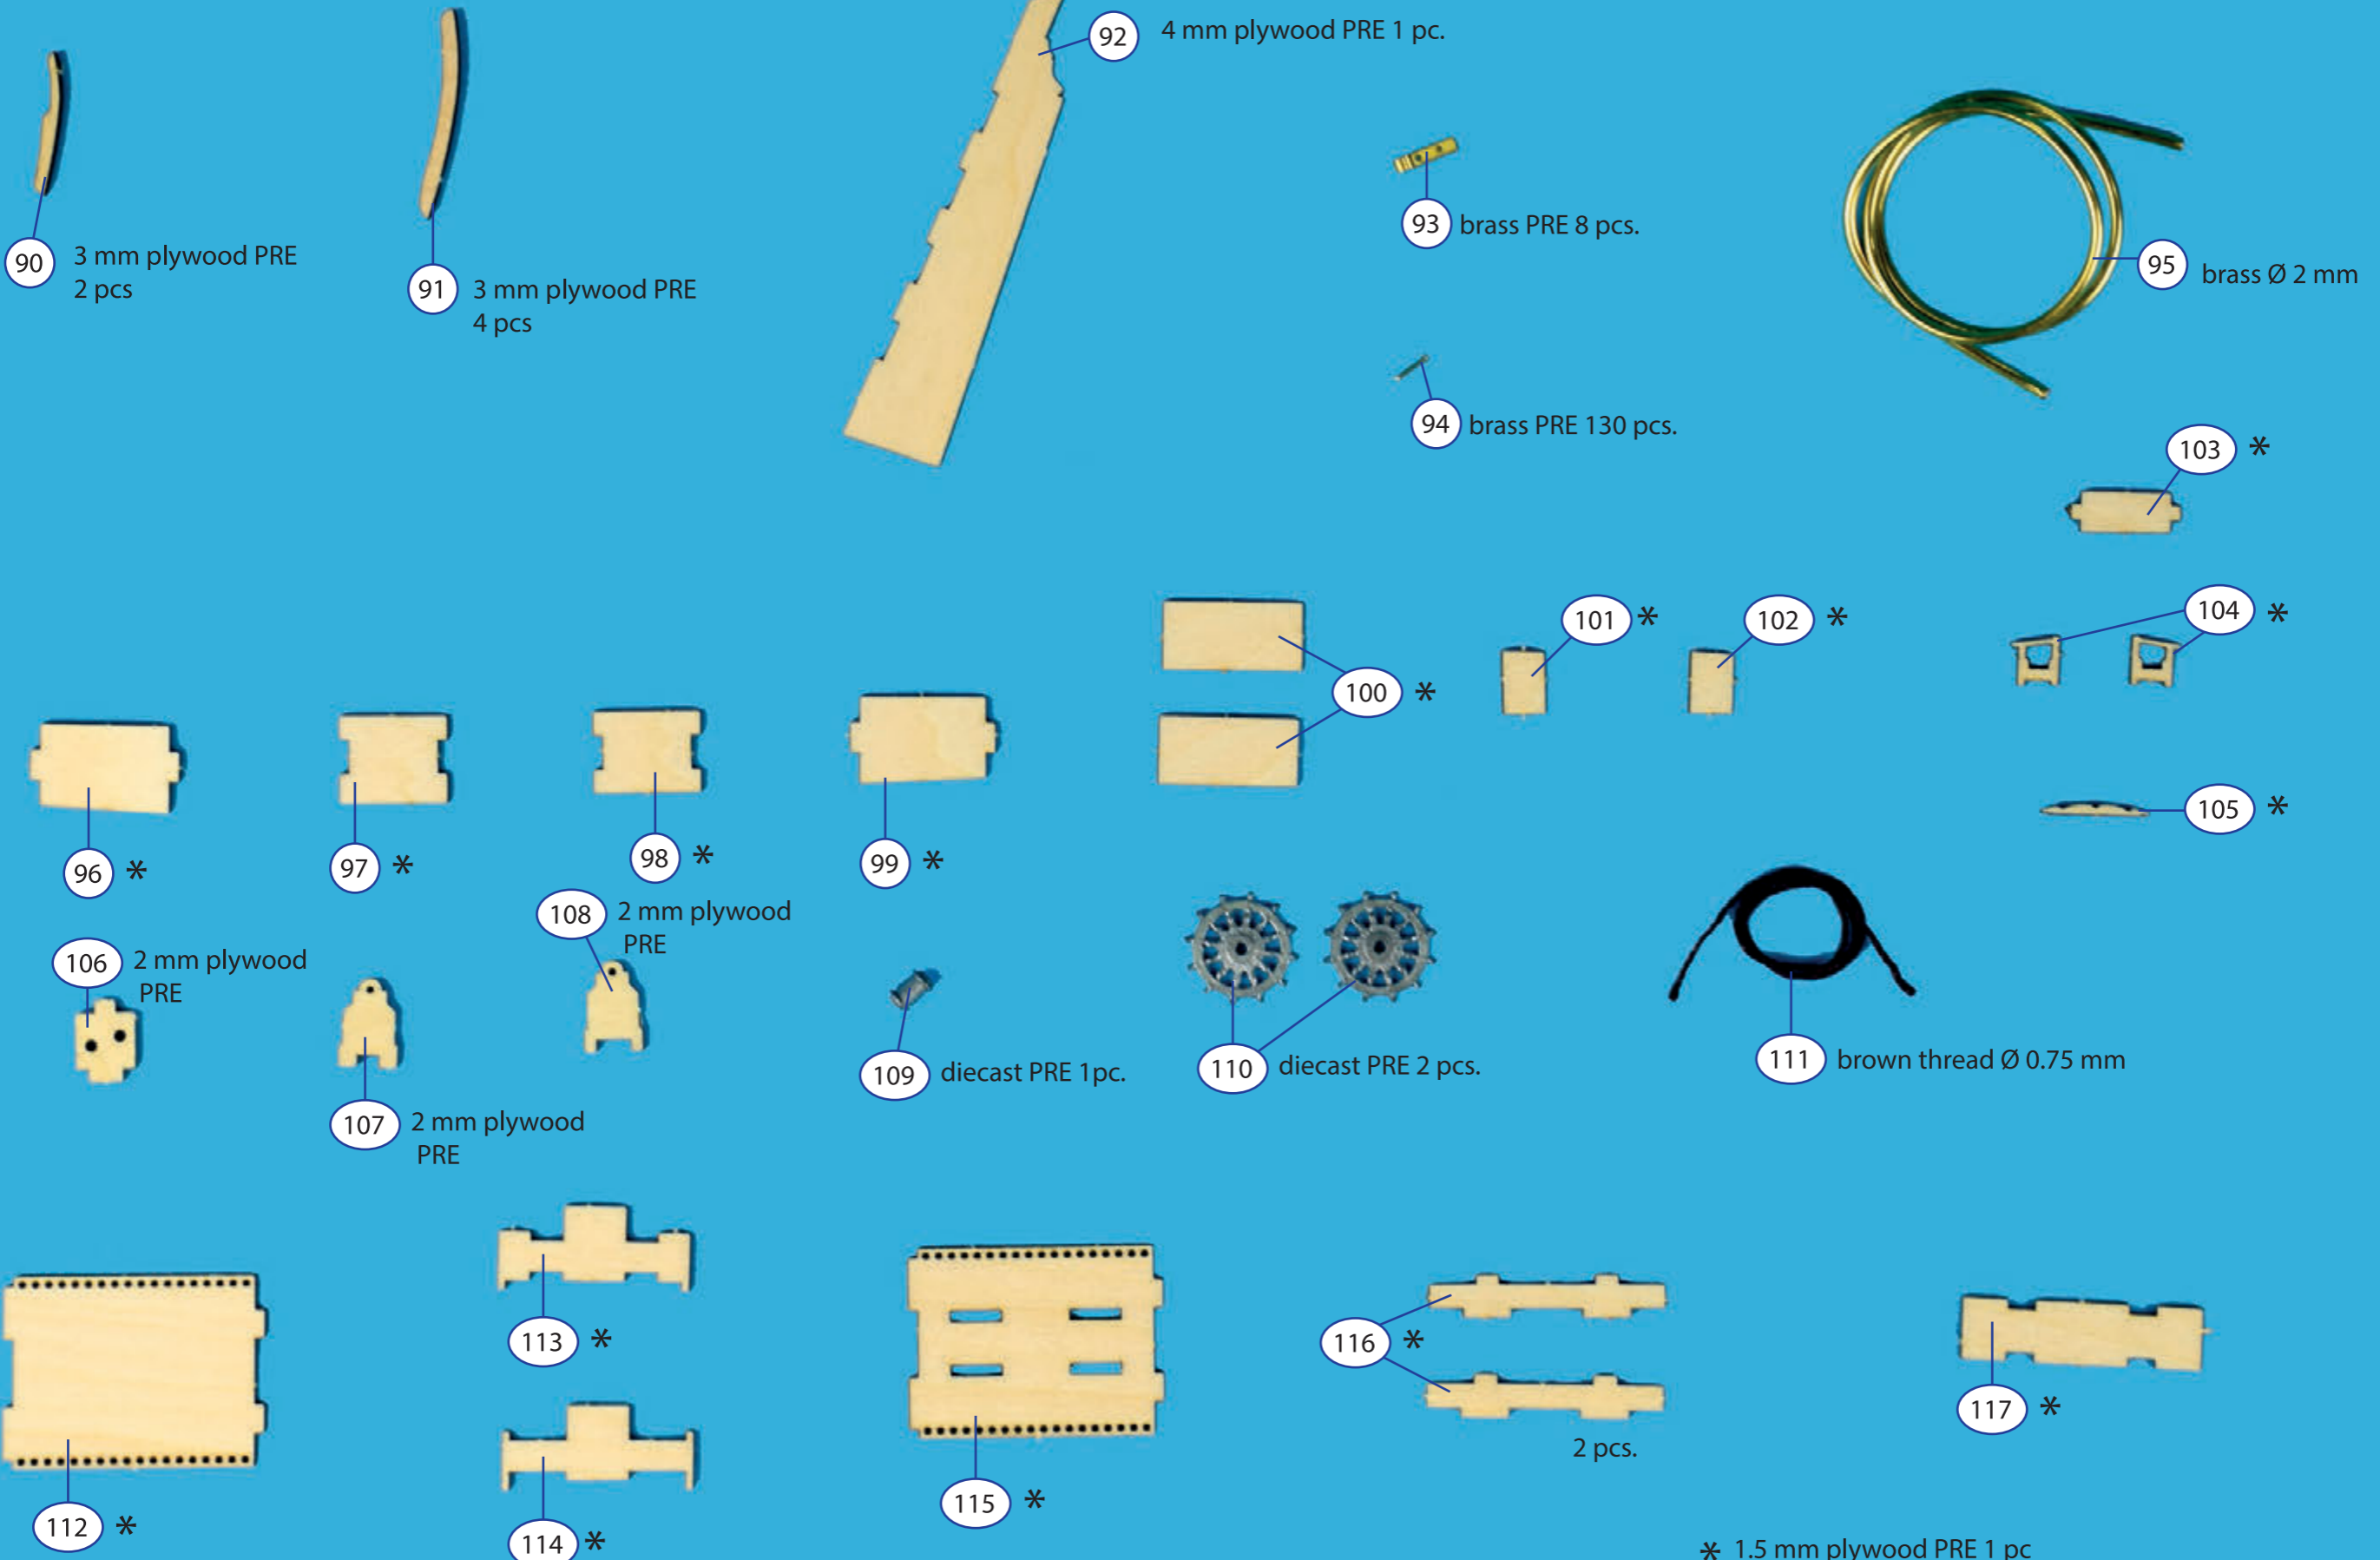 92 4 mm plywood PRE 1 pc.
90 3 mm plywood PRE
2 pcs
91 3 mm plywood PRE
4 pcs
93 brass PRE 8 pcs.
95 brass Ø 2 mm
94 brass PRE 130 pcs.
103 *
104 *
101 *
102 *
100 *
105 *
96 *
97 *
98 *
99 *
106 2 mm plywood
PRE
108 2 mm plywood
PRE
107 2 mm plywood
PRE
109 diecast PRE 1pc.
110 diecast PRE 2 pcs.
111 brown thread Ø 0.75 mm
113 *
116 *
2 pcs.
117 *
112 *
114 *
115 *
* 1.5 mm plywood PRE 1 pc